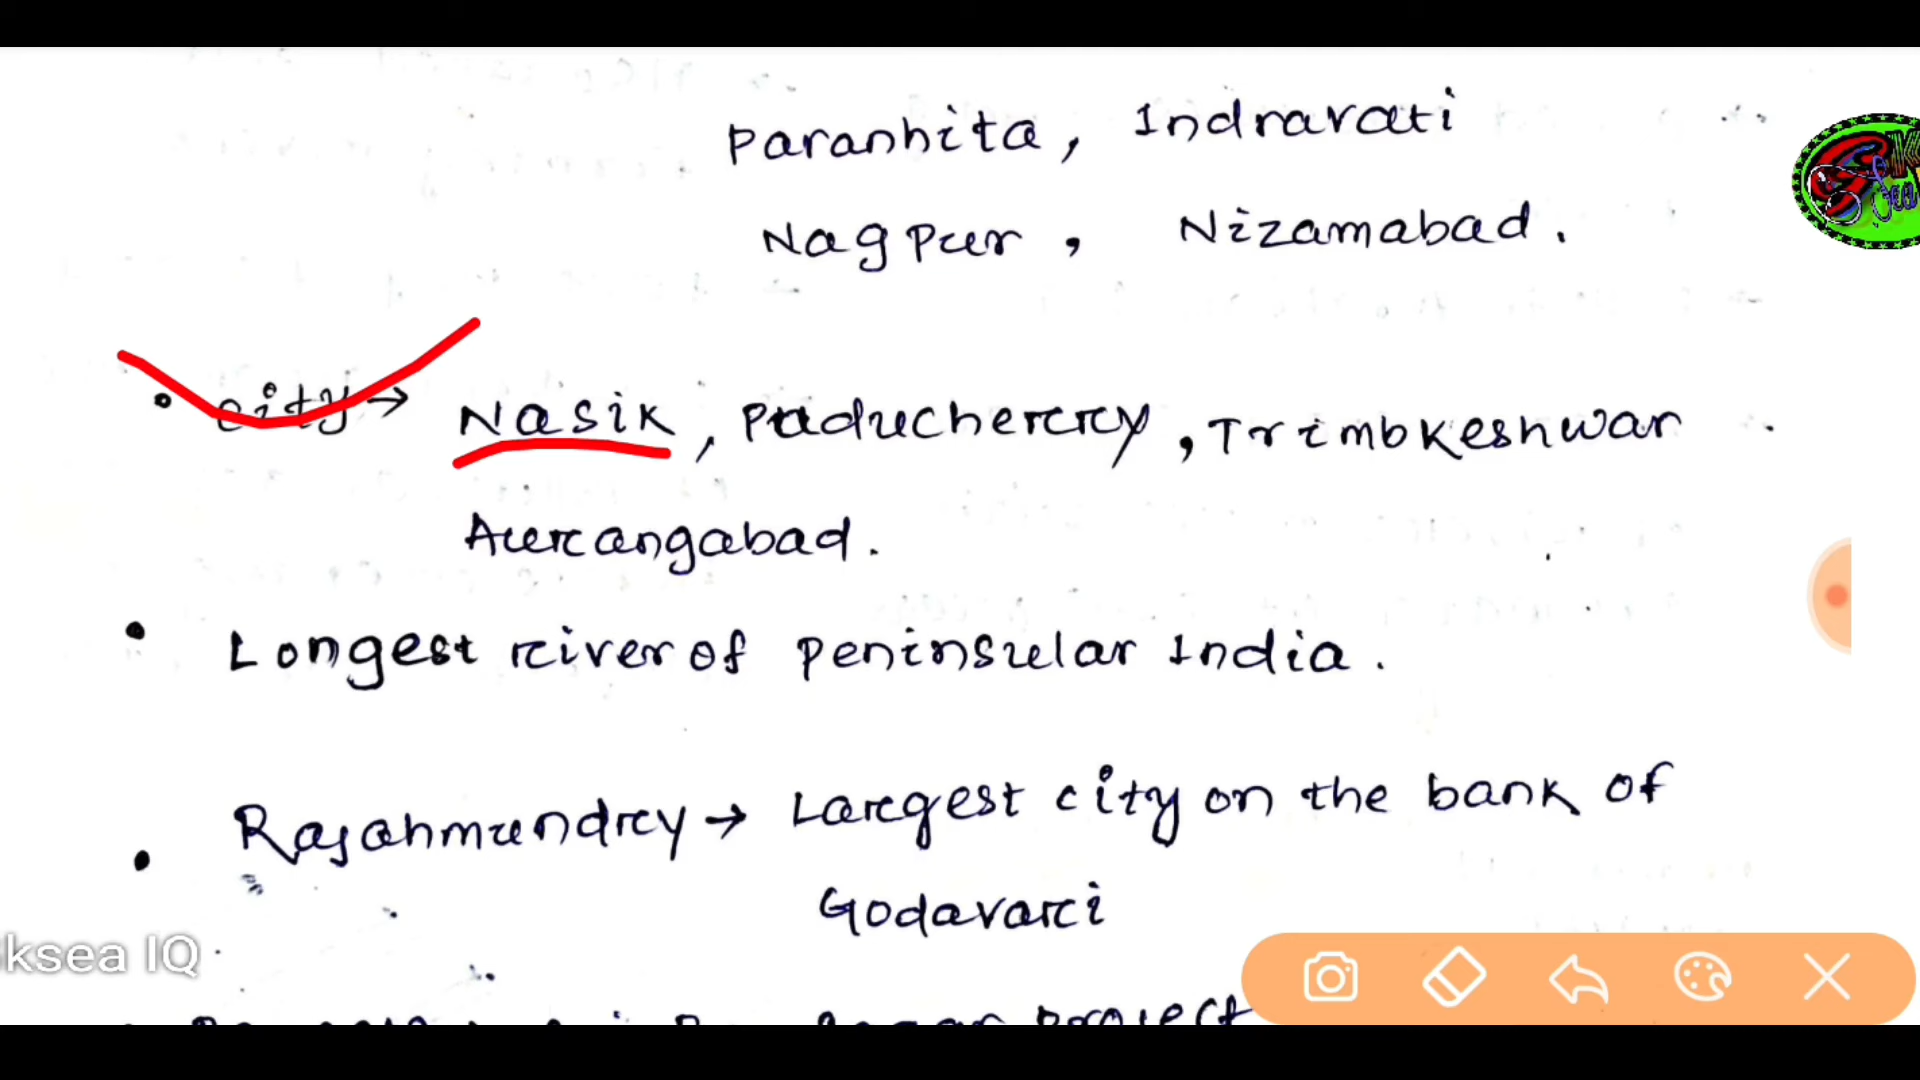 Paranhita, Indravati
Nagpur, Nizamabad.
• City → Nasik, Puducherry, Trimbkeshwar
Aurangabad.
• Longest river of Peninsular India.
• Rajahmundry → Largest city on the bank of
Godavari
ksea IQ
project